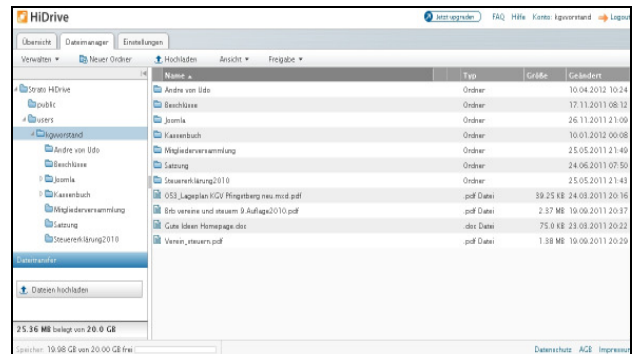 HiDrive
Jetzt upgraden FAQ Hilfe Konto: kgvvorstand Logout
Übersicht Dateimanager Einstellungen
Verwalten Neuer Ordner Hochladen Ansicht Freigabe
Name Typ Größe Geändert
Strato HiDrive
public
users
kgvvorstand
Andre von Udo
Beschlüsse
Joomla
Kassenbuch
Mitgliederversammlung
Satzung
Steuererklärung2010
Andre von Udo Ordner 10.04.2012 10:24
Beschlüsse Ordner 17.11.2011 08:12
Joomla Ordner 26.11.2011 21:09
Kassenbuch Ordner 10.01.2012 00:08
Mitgliederversammlung Ordner 25.05.2011 21:49
Satzung Ordner 24.06.2011 07:50
Steuererklärung2010 Ordner 25.05.2011 21:43
053_Lageplan KGV Pfingstberg neu.mxd.pdf .pdf Datei 39.25 KB 24.03.2011 20:16
Brb vereine und steuern 9.Auflage2010.pdf .pdf Datei 2.37 MB 19.09.2011 20:37
Gute Ideen Homepage.doc .doc Datei 75.0 KB 23.03.2011 20:22
Verein_steuern.pdf .pdf Datei 1.38 MB 19.09.2011 20:29
Dateitransfer
Dateien hochladen
25.36 MB belegt von 20.0 GB
Speicher: 19.98 GB von 20.00 GB frei
Datenschutz AGB Impressum